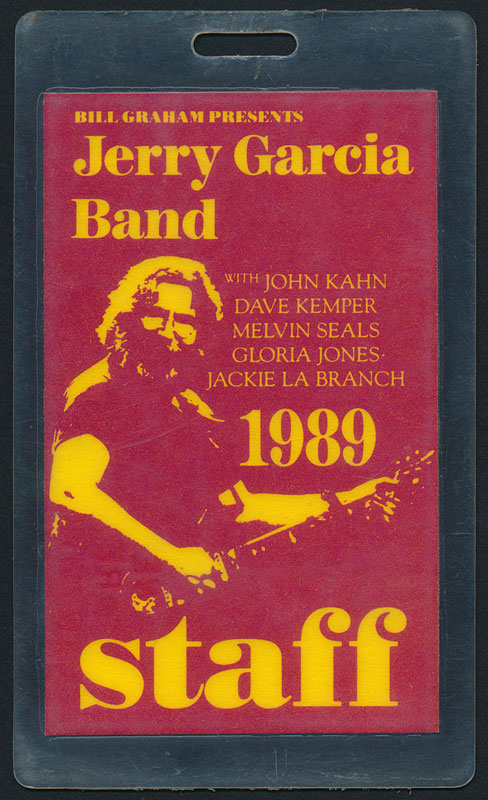 BILL GRAHAM PRESENTS
Jerry Garcia
Band
WITH JOHN KAHN
DAVE KEMPER
MELVIN SEALS
GLORIA JONES
JACKIE LA BRANCH
1989
staff